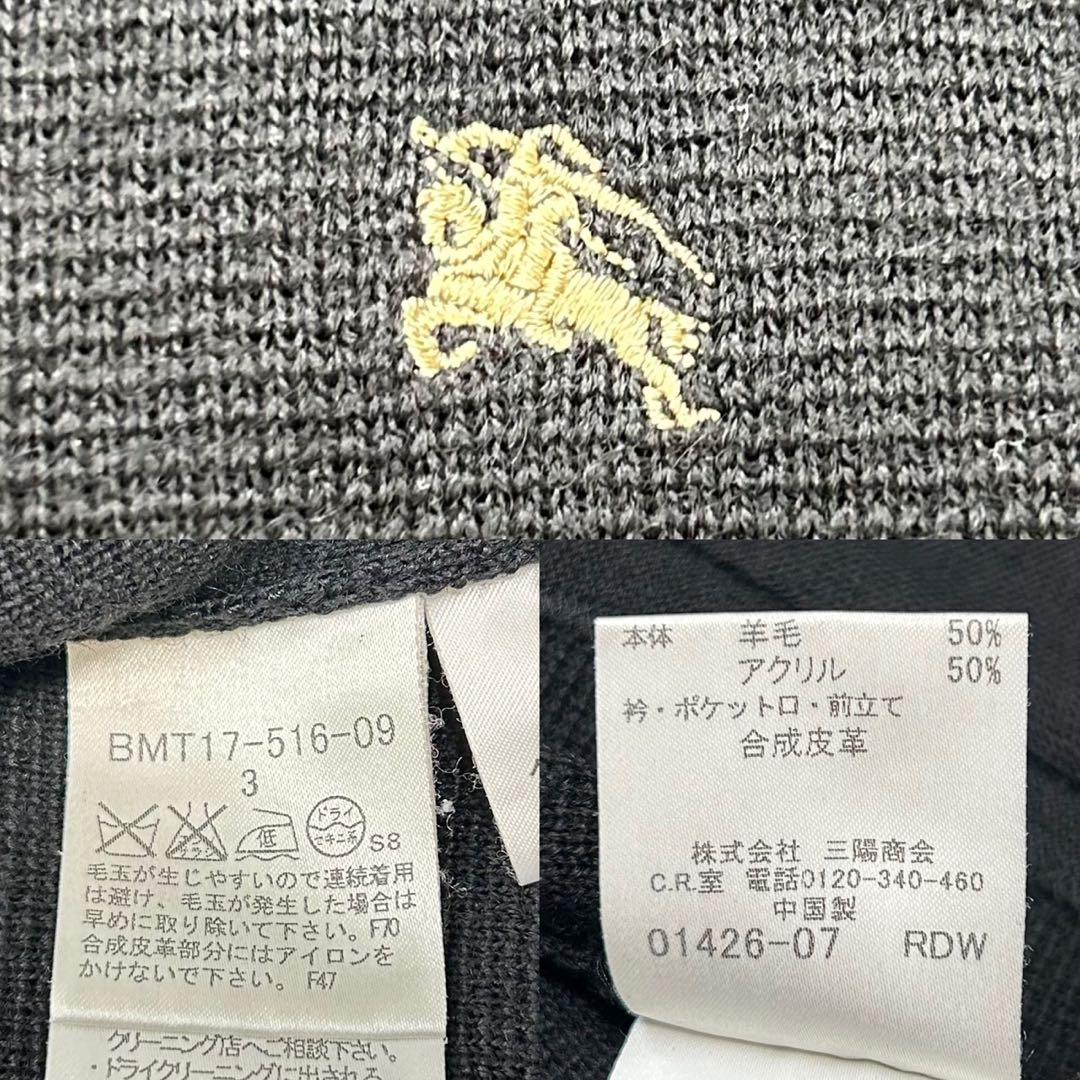 BMT17-516-09
3
低
ドライ
セキユ系
S8
毛玉が生じやすいので連続着用
は避け、毛玉が発生した場合は
早めに取り除いて下さい。F70
合成皮革部分にはアイロンを
かけないで下さい。F47
クリーニング店へご相談下さい。
・ドライクリーニングに出される
本体 羊毛 50%
アクリル 50%
衿・ポケット口・前立て
合成皮革
株式会社 三陽商会
C.R.室 電話0120-340-460
中国製
01426-07 RDW